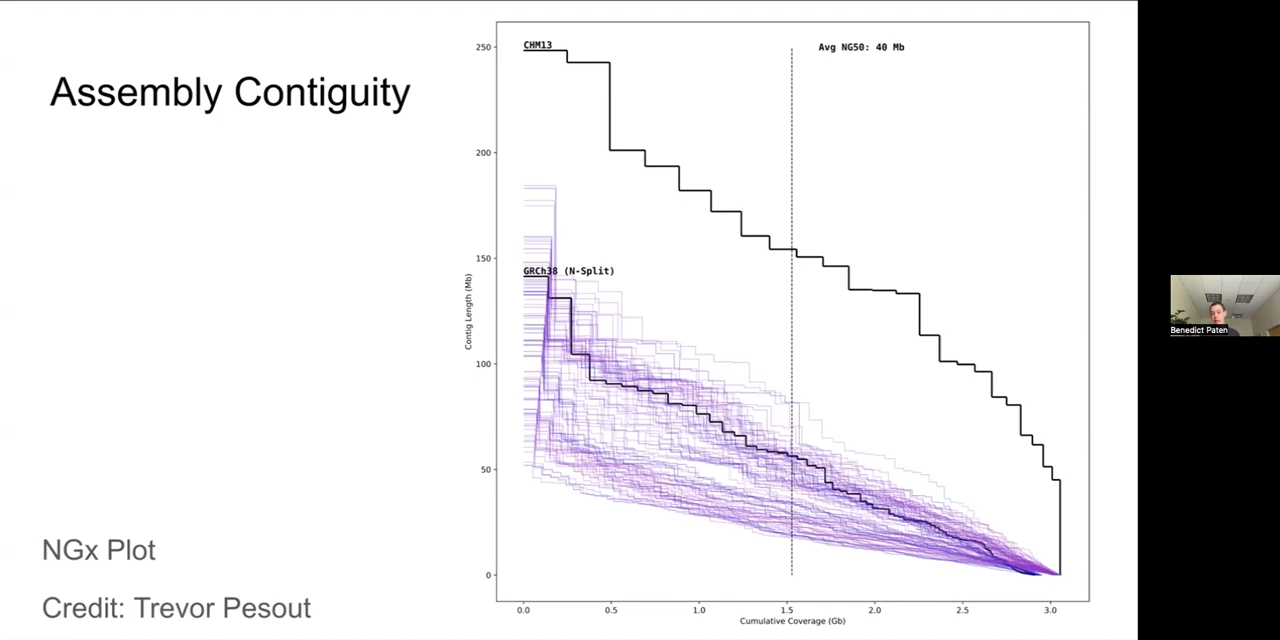 Assembly Contiguity
NGx Plot
Credit: Trevor Pesout
CHM13
Avg NG50: 40 Mb
GRCh38 (N-Split)
Contig Length (Mb)
250
200
150
100
50
0
0.0 0.5 1.0 1.5 2.0 2.5 3.0
Cumulative Coverage (Gb)
Benedict Paten